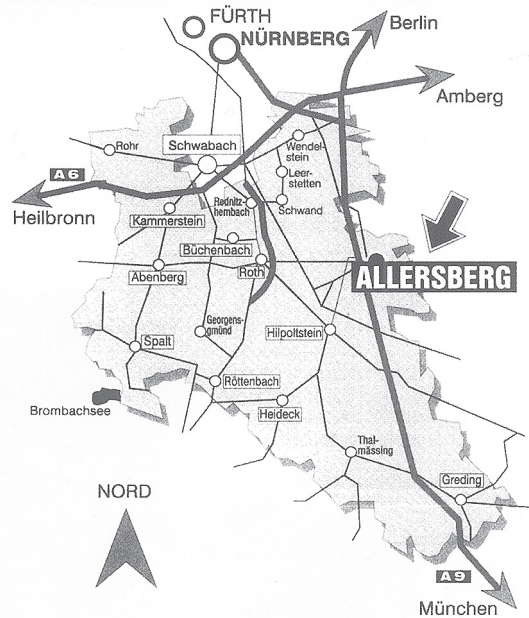 FÜRTH
NÜRNBERG
Berlin
Amberg
Rohr
Schwabach
Wendel-
stein
Leer-
stetten
A6
Heilbronn
Kammerstein
Rednitz-
hembach
Schwand
Büchenbach
Abenberg
Roth
ALLERSBERG
Georgens-
gmünd
Hilpoltstein
Spalt
Röttenbach
Heideck
Brombachsee
Thal-
mässing
Greding
NORD
A9
München